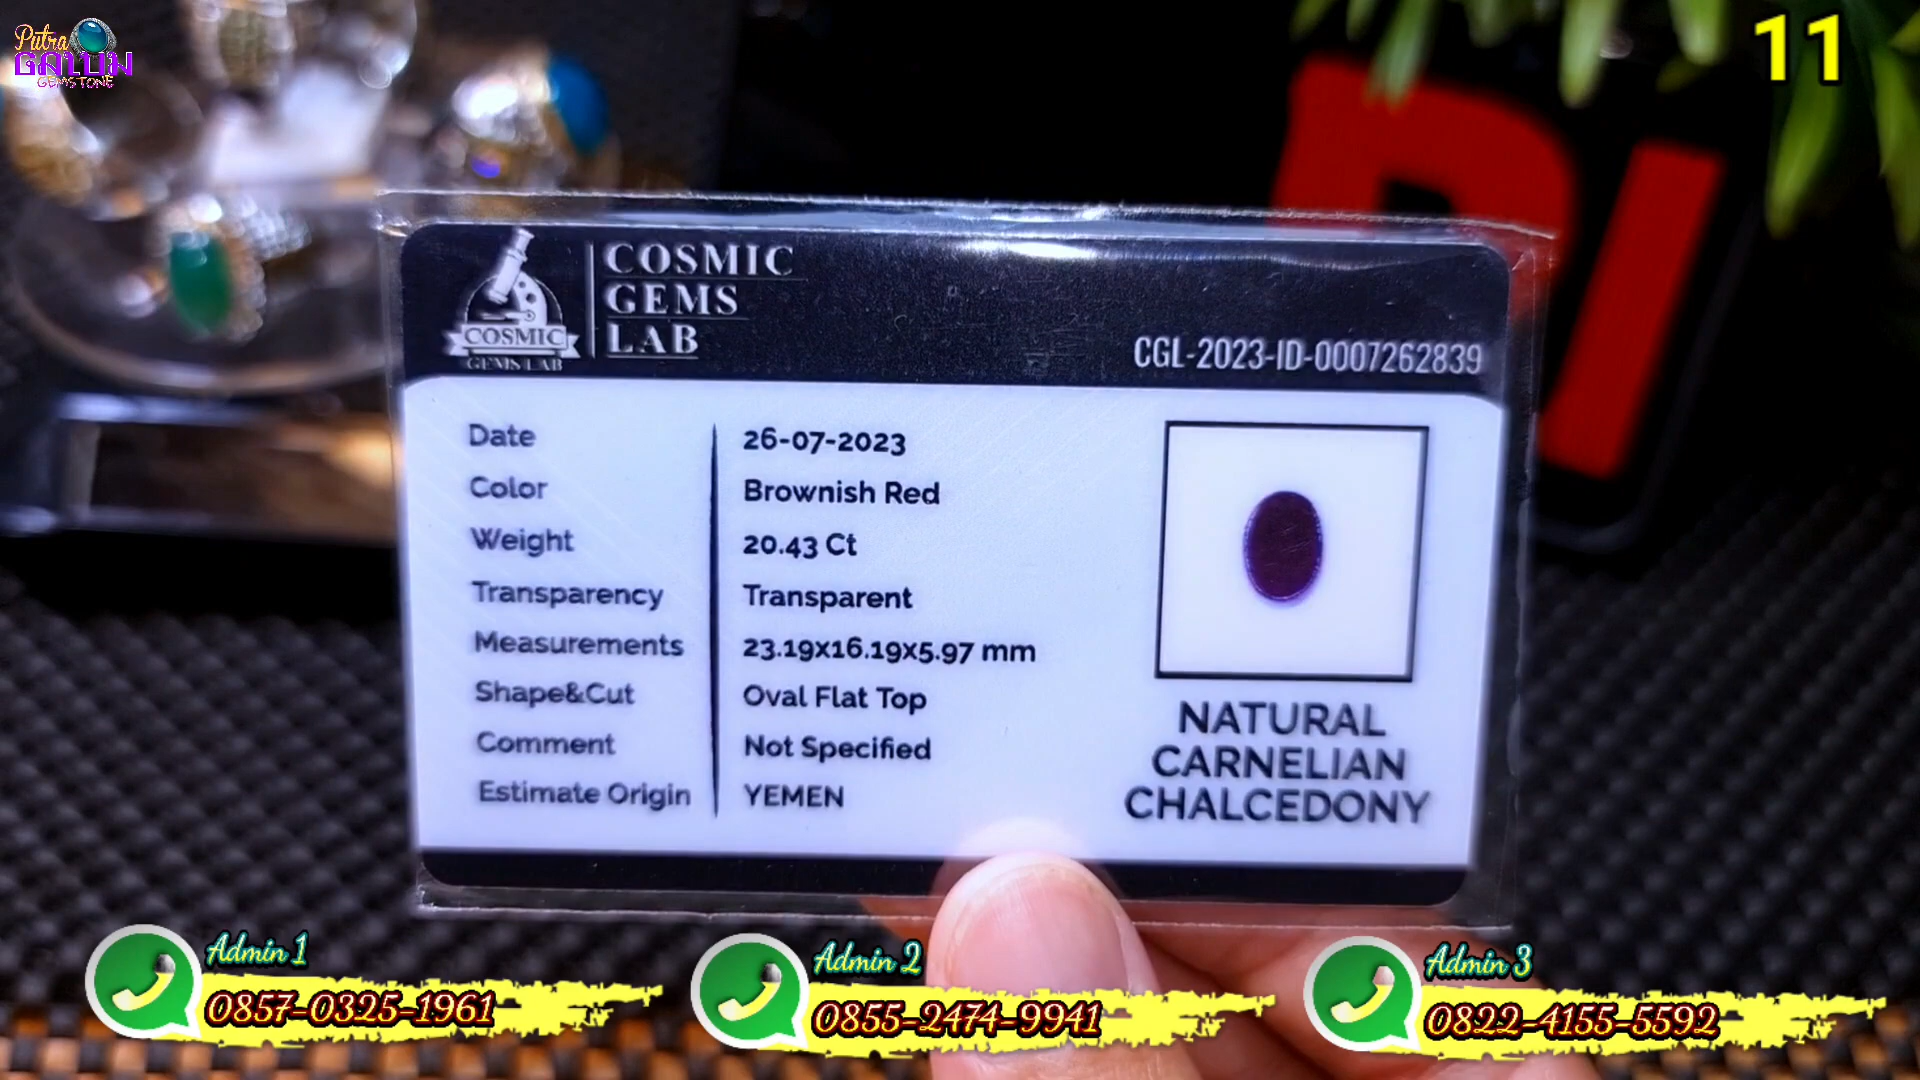 Putra
GALUN
GEMSTONE
11
COSMIC
GEMS
LAB
COSMIC
GEMS LAB
CGL-2023-ID-0007262839
Date 26-07-2023
Color Brownish Red
Weight 20.43 Ct
Transparency Transparent
Measurements 23.19x16.19x5.97 mm
Shape&Cut Oval Flat Top
Comment Not Specified
Estimate Origin YEMEN
NATURAL
CARNELIAN
CHALCEDONY
Admin 1
0857-0325-1961
Admin 2
0855-2474-9941
Admin 3
0822-4155-5592